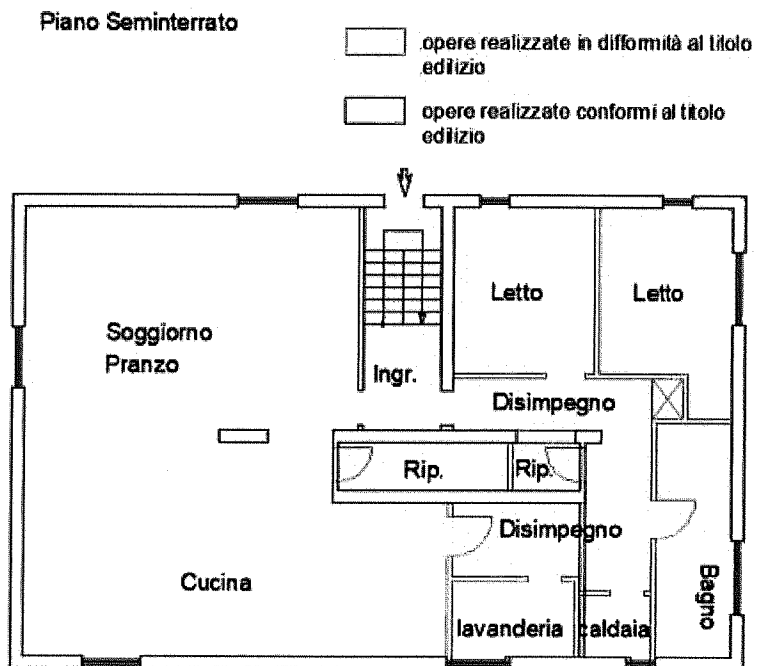 Piano Seminterrato
opere realizzate in difformità al titolo
edilizio
opere realizzate conformi al titolo
edilizio
Letto
Letto
Soggiorno
Pranzo
Ingr.
Disimpegno
Rip.
Rip.
Disimpegno
Cucina
Bagno
lavanderia
caldaia